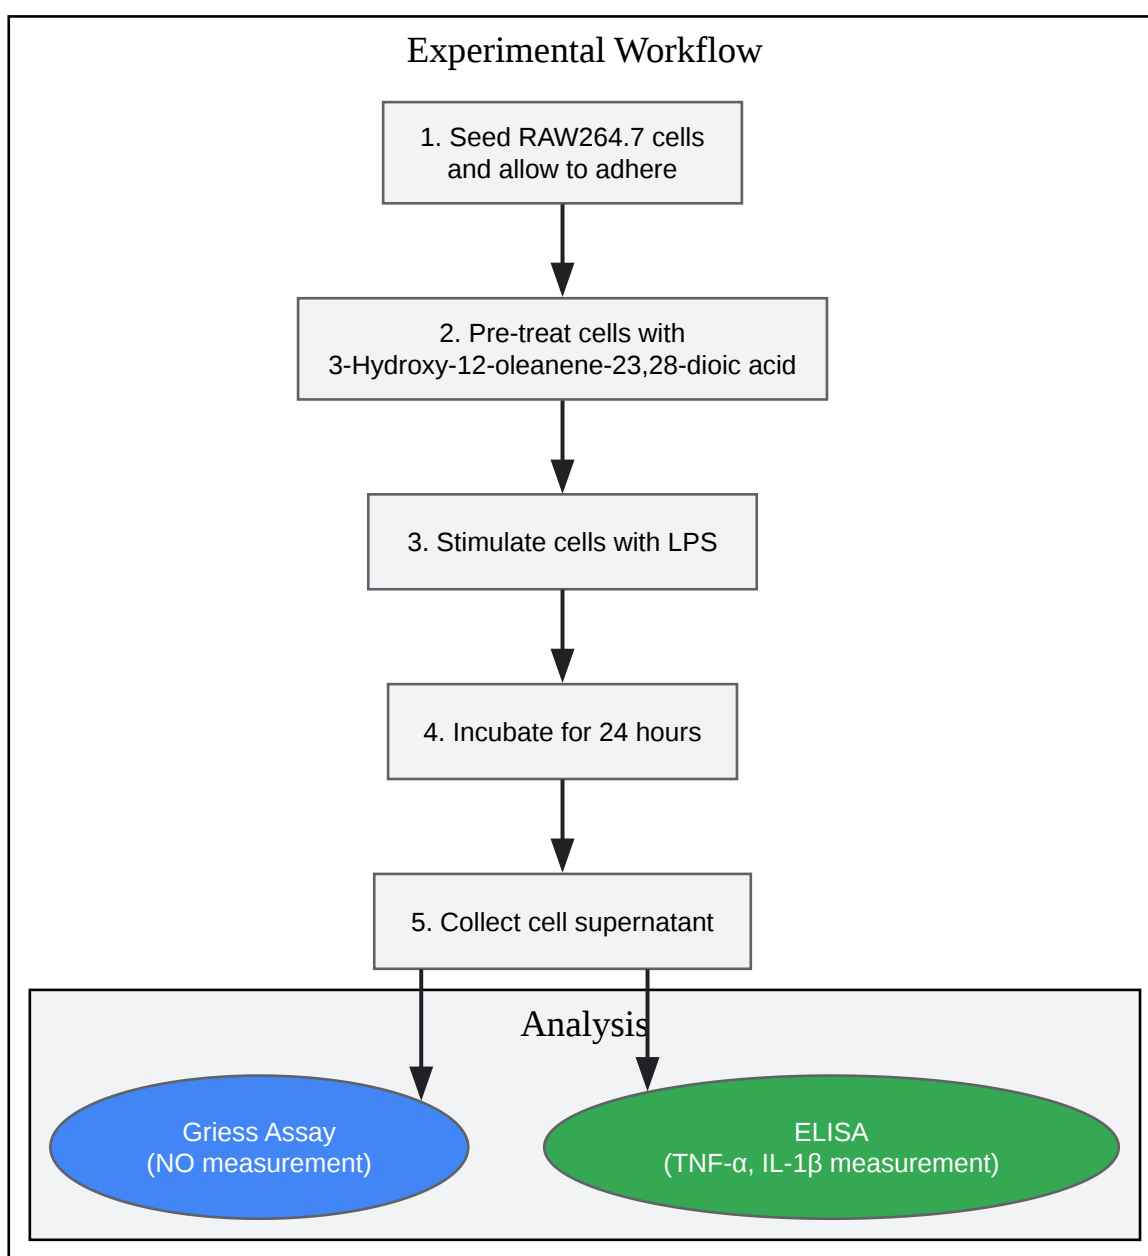 Experimental Workflow
1. Seed RAW264.7 cells
and allow to adhere
2. Pre-treat cells with
3-Hydroxy-12-oleanene-23,28-dioic acid
3. Stimulate cells with LPS
4. Incubate for 24 hours
5. Collect cell supernatant
Analysis
Griess Assay
(NO measurement)
ELISA
(TNF-α, IL-1β measurement)